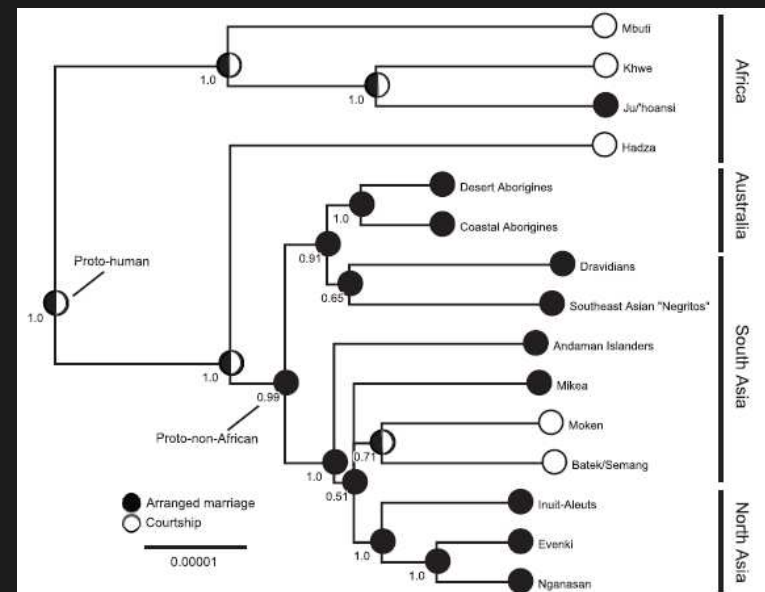 Mbuti
Khwe
Ju/'hoansi
Hadza
Desert Aborigines
Coastal Aborigines
Dravidians
Southeast Asian "Negritos"
Andaman Islanders
Mikea
Moken
Batek/Semang
Inuit-Aleuts
Evenki
Nganasan
Africa
Australia
South Asia
North Asia
1.0
1.0
1.0
0.91
0.65
Proto-human
1.0
1.0
0.99
Proto-non-African
1.0
0.71
0.51
1.0
1.0
Arranged marriage
Courtship
0.00001